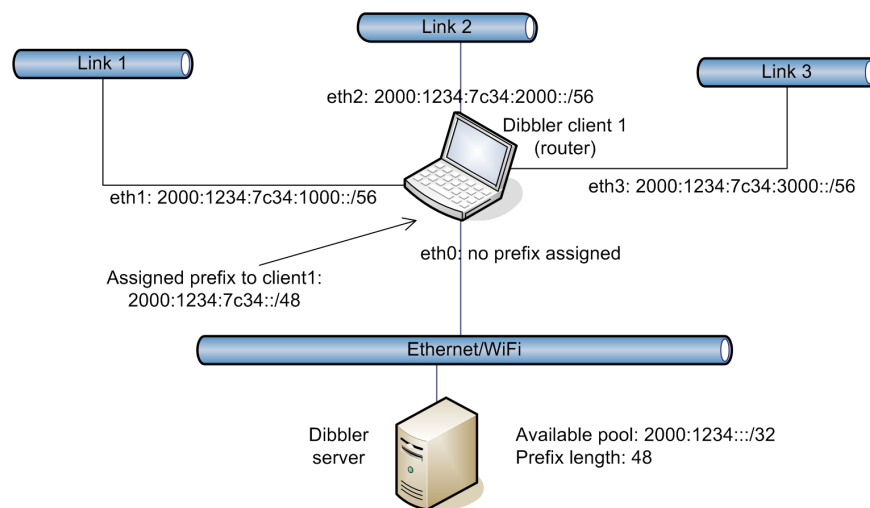 Link 2
Link 1
Link 3
eth2: 2000:1234:7c34:2000::/56
Dibbler client 1
(router)
eth1: 2000:1234:7c34:1000::/56
eth3: 2000:1234:7c34:3000::/56
eth0: no prefix assigned
Assigned prefix to client1:
2000:1234:7c34::/48
Ethernet/WiFi
Dibbler
server
Available pool: 2000:1234:::/32
Prefix length: 48